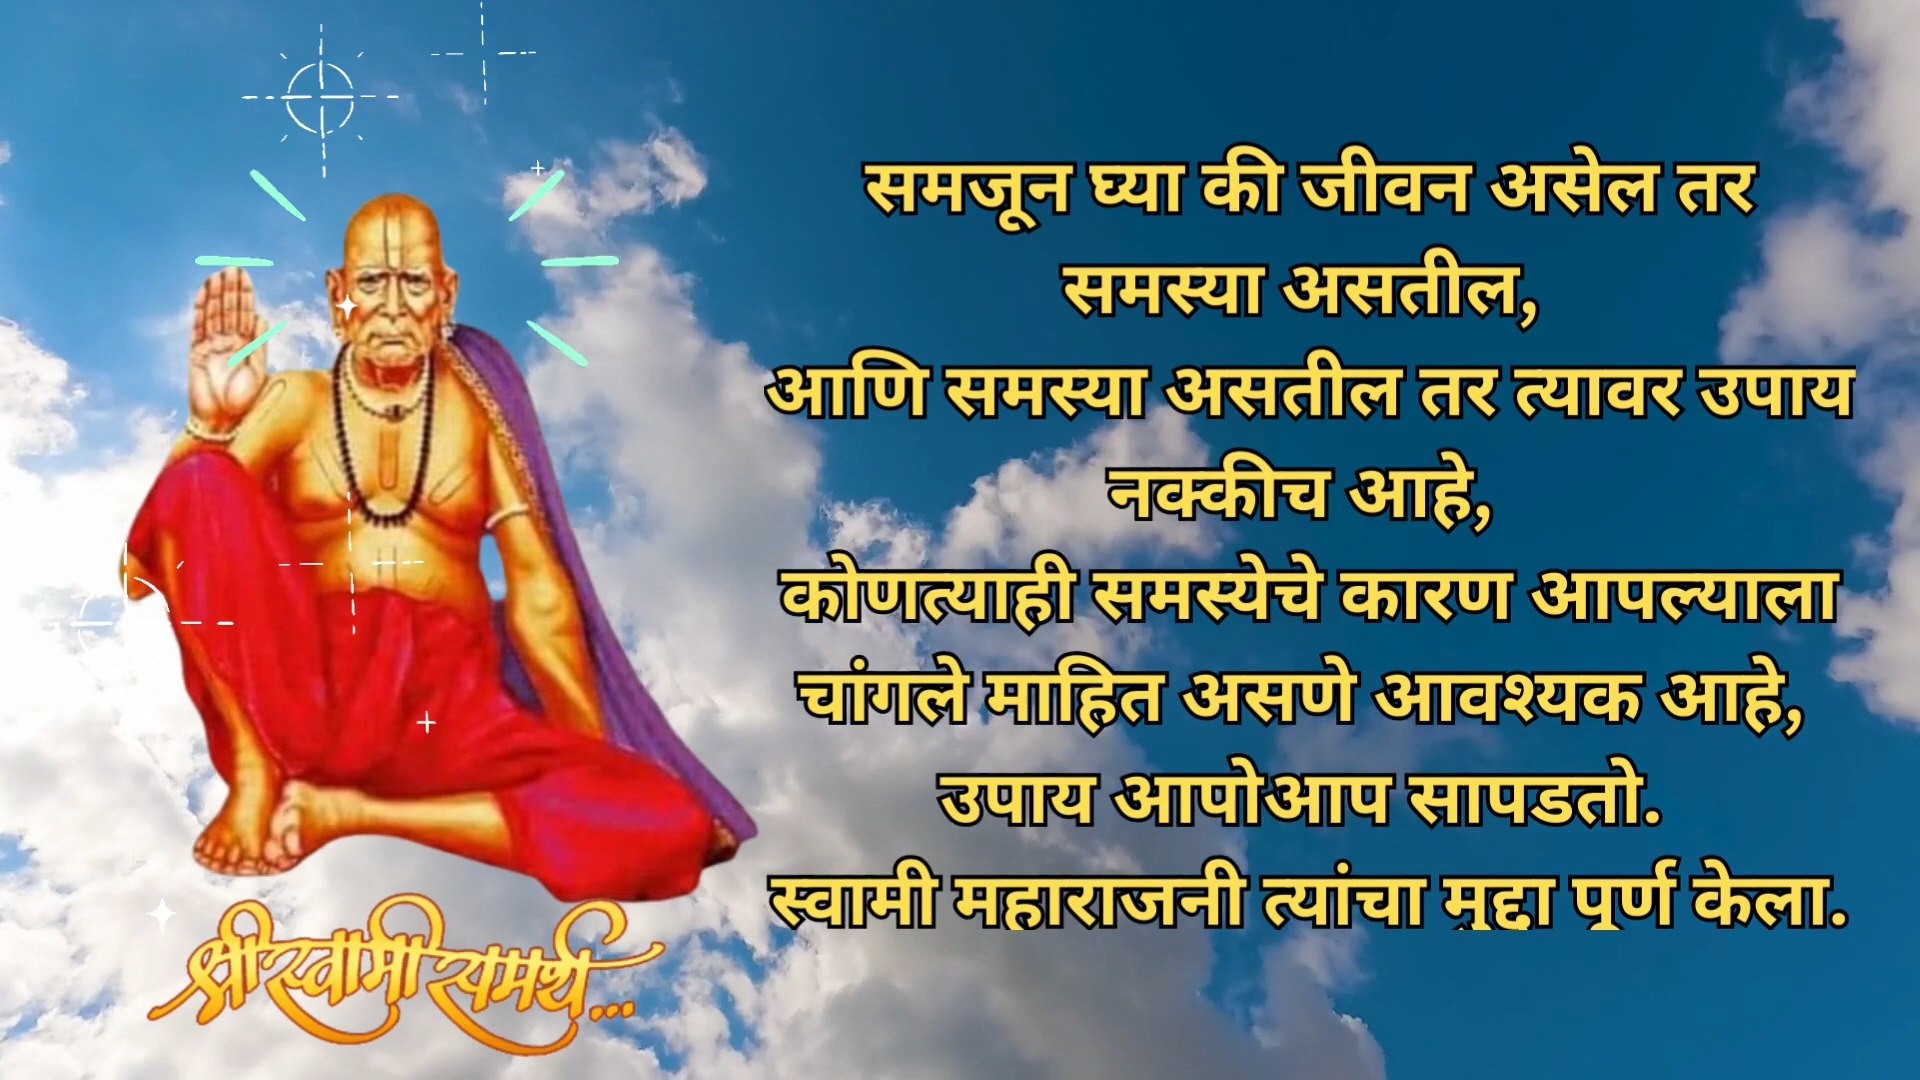 समजून घ्या की जीवन असेल तर
समस्या असतील,
आणि समस्या असतील तर त्यावर उपाय
नक्कीच आहे,
कोणत्याही समस्येचे कारण आपल्याला
चांगले माहित असणे आवश्यक आहे,
उपाय आपोआप सापडतो.
स्वामी महाराजनी त्यांचा मुद्दा पूर्ण केला.
श्री स्वामी समर्थ...